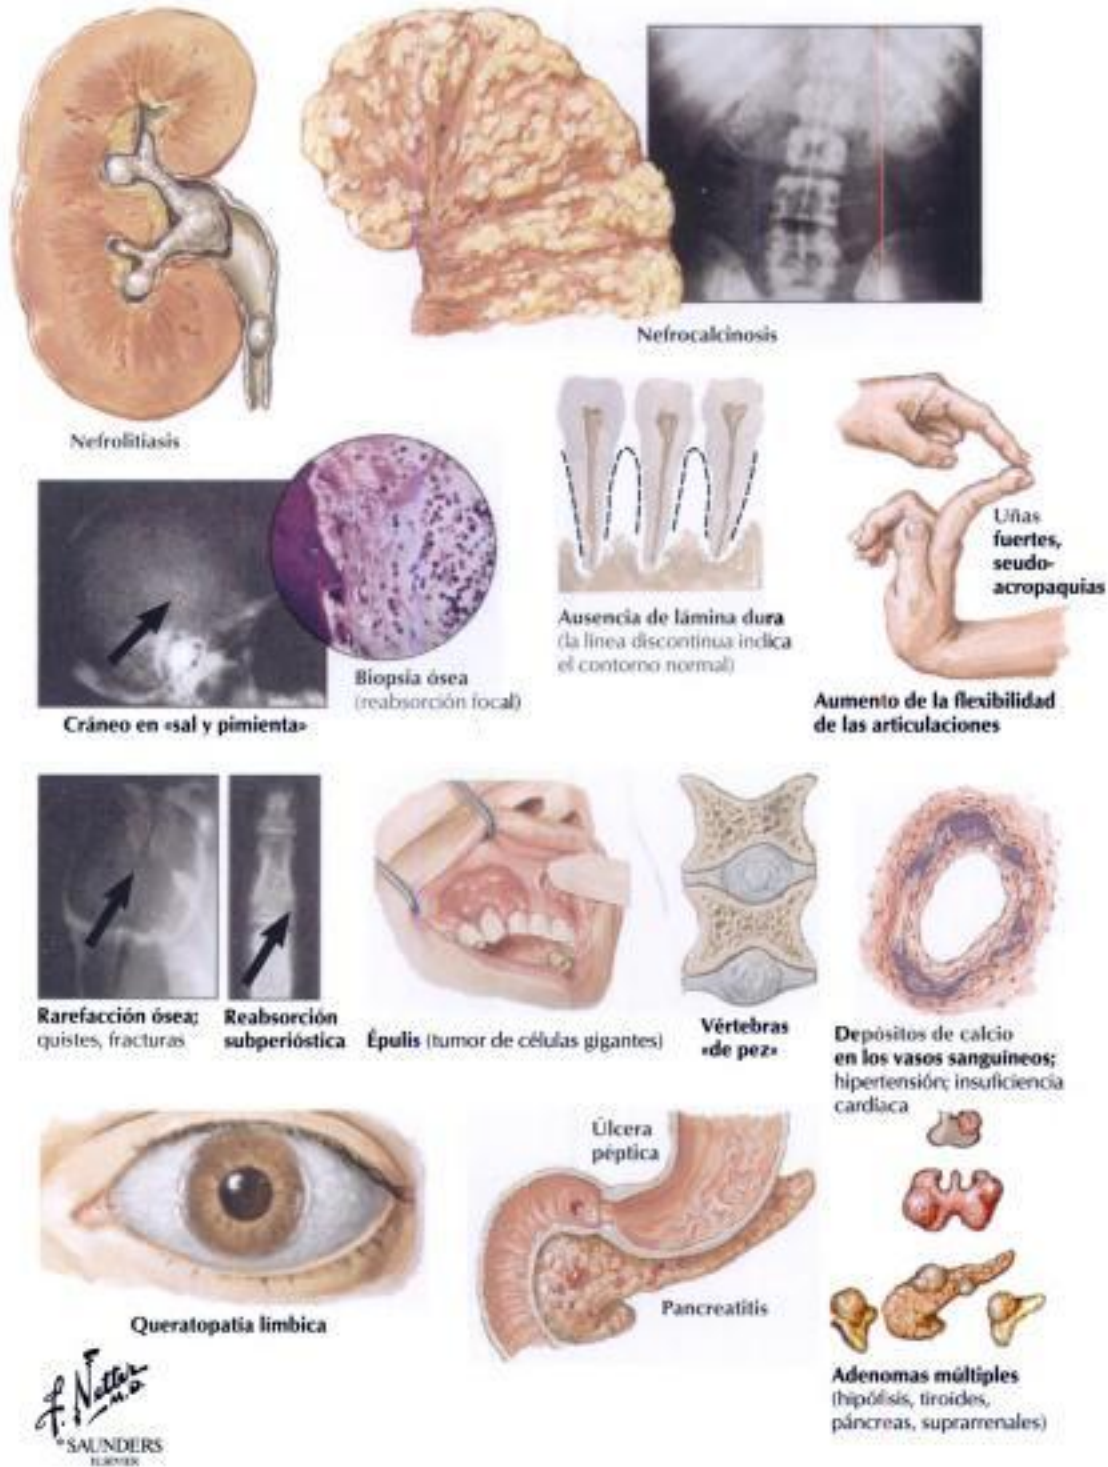 Nefrocalcinosis
Nefrolitiasis
Uñas
fuertes,
seudo-
acropaquias
Ausencia de lámina dura
(la línea discontinua indica
el contorno normal)
Biopsia ósea
(reabsorción focal)
Aumento de la flexibilidad
de las articulaciones
Cráneo en «sal y pimienta»
Rarefacción ósea;
quistes, fracturas
Reabsorción
subperióstica
Épulis (tumor de células gigantes)
Vértebras
«de pez»
Depósitos de calcio
en los vasos sanguíneos;
hipertensión; insuficiencia
cardíaca
Úlcera
péptica
Pancreatitis
Queratopatía límbica
Adenomas múltiples
(hipófisis, tiroides,
páncreas, suprarrenales)
F. Netter
M.D.
© SAUNDERS
ELSEVIER